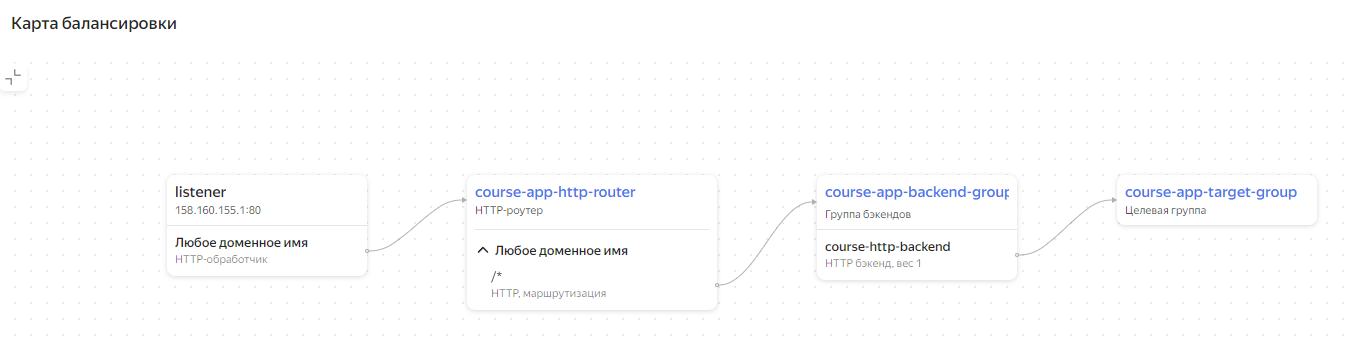 Карта балансировки
listener
158.160.155.1:80
Любое доменное имя
HTTP-обработчик
course-app-http-router
HTTP-роутер
Любое доменное имя
/*
HTTP, маршрутизация
course-app-backend-group
Группа бэкендов
course-http-backend
HTTP бэкенд, вес 1
course-app-target-group
Целевая группа